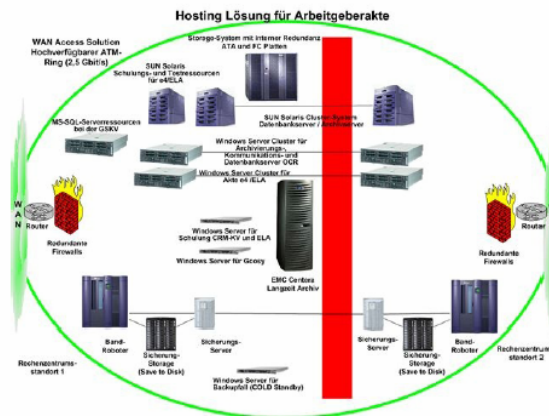 Hosting Lösung für Arbeitgeberakte
WAN Access Solution
Hochverfügbarer ATM-
Ring (2,5 Gbit/s)
Storage-System mit interner Redundanz
ATA und FC Platten
SUN Solaris
Schulungs- und Testressourcen
für e4/ELA
SUN Solaris Cluster-System
Datenbankserver / Archivserver
MS-SQL-Serverressourcen
bei der GSKV
Windows Server Cluster für
Archivierungs-,
Kommunikations- und
Datenbankserver OCR
Windows Server Cluster für
Akte e4 /ELA
WAN
Router
Redundante
Firewalls
Redundante
Firewalls
Router
Windows Server für
Schulung CRM-KV und ELA
Windows Server für
EMC Centera
Langzeit Archiv
Band-
Roboter
Sicherung-
Storage
(Save to Disk)
Sicherungs-
Server
Sicherungs-
Server
Sicherung-
Storage
(Save to Disk)
Band-
Roboter
Rechenzentrums-
standort 1
Rechenzentrum
standort 2
Windows Server für
Backupfall (COLD Standby)